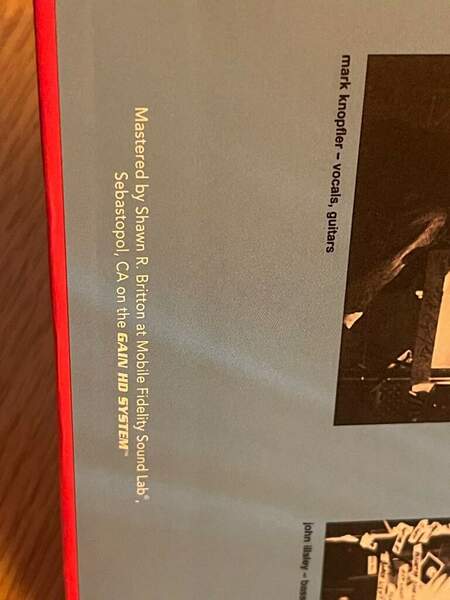 mark knopfler – vocals, guitars
john illsley – bass
Mastered by Shawn R. Britton at Mobile Fidelity Sound Lab®,
Sebastopol, CA on the GAIN HD SYSTEM™